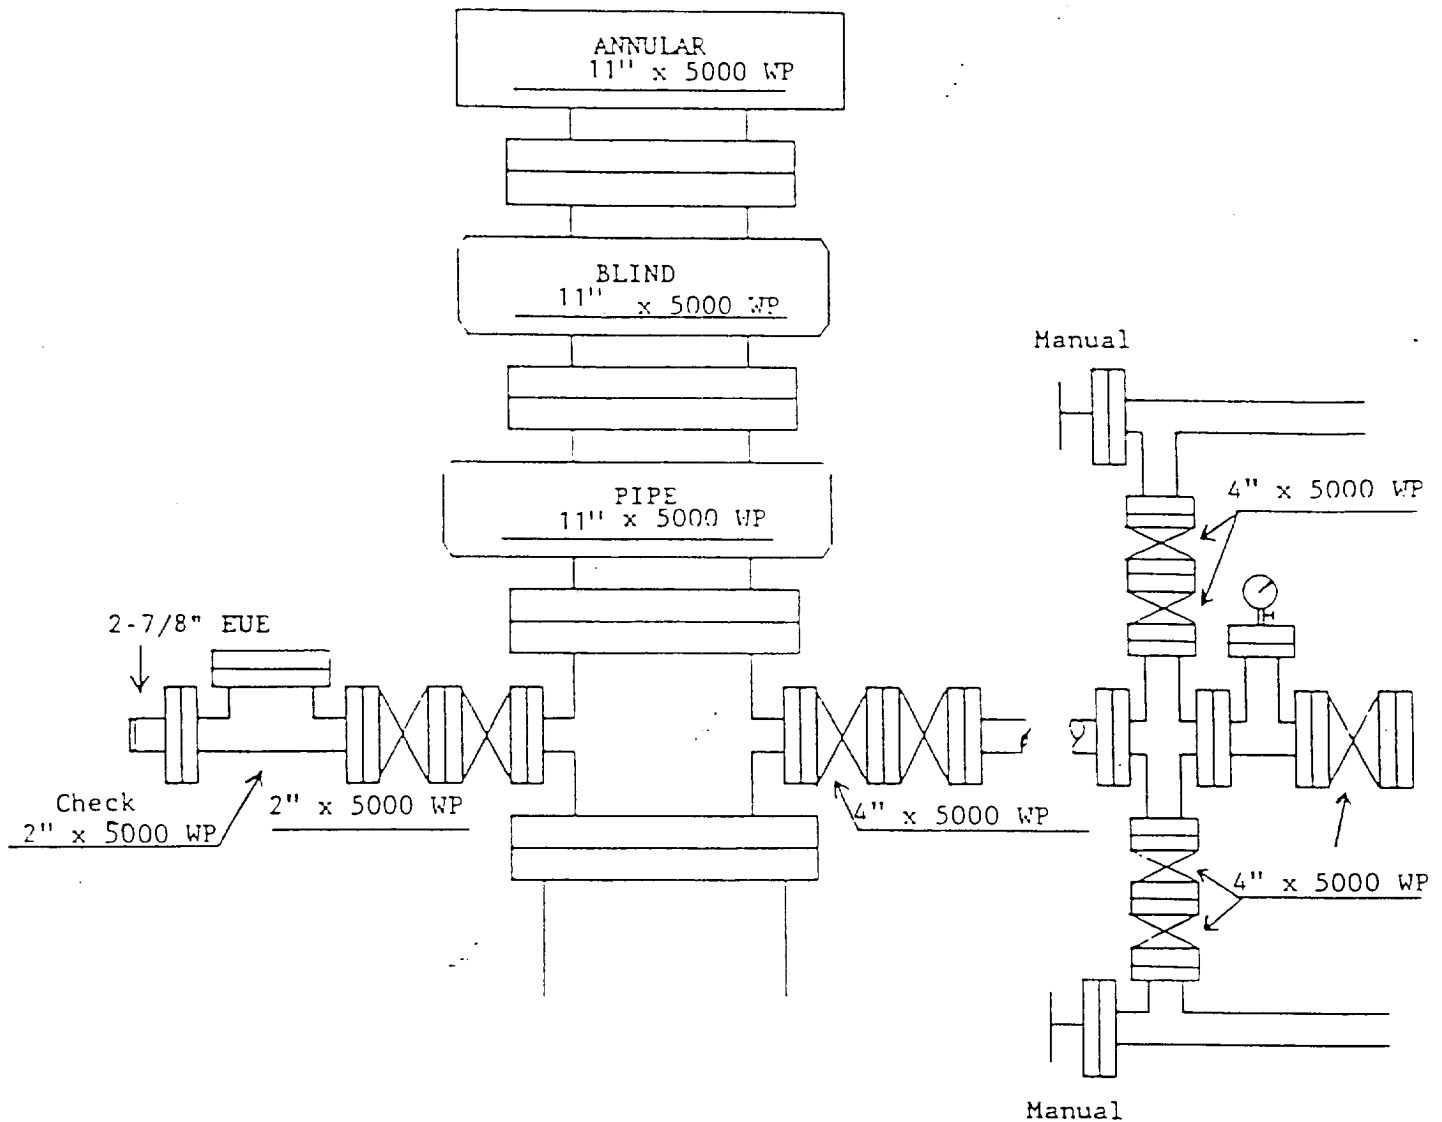 ANNULAR
11" x 5000 WP
BLIND
11" x 5000 WP
Manual
PIPE
11" x 5000 WP
4" x 5000 WP
2-7/8" EUE
Check
2" x 5000 WP
2" x 5000 WP
4" x 5000 WP
4" x 5000 WP
Manual